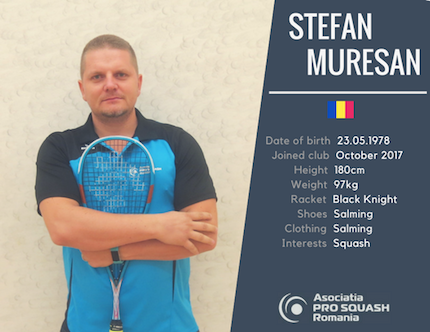 STEFAN
MURESAN
Date of birth 23.05.1978
Joined club October 2017
Height 180cm
Weight 97kg
Racket Black Knight
Shoes Salming
Clothing Salming
Interests Squash
Asociatia
PRO SQUASH
Romania